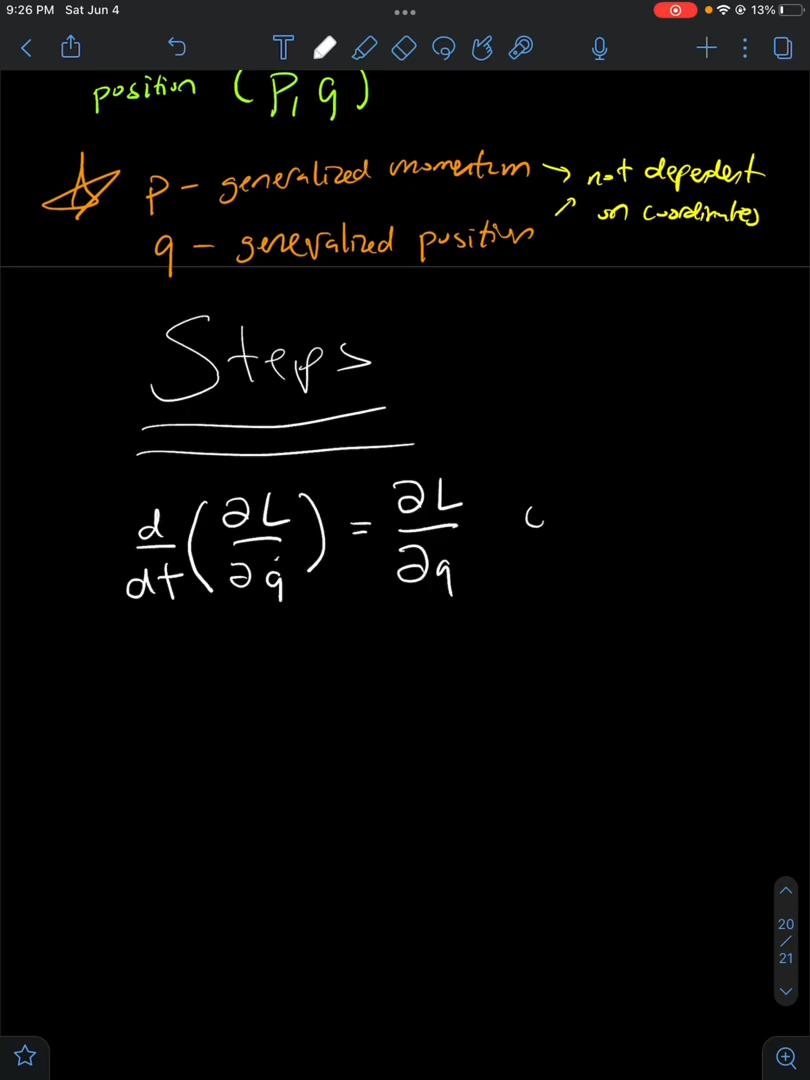 9:26 PM Sat Jun 4
13%
position (P, q)
p - generalized momentum → not dependent
q - generalized position ↗ on coordinates
Steps
d/dt (∂L/∂q̇) = ∂L/∂q
20
/
21